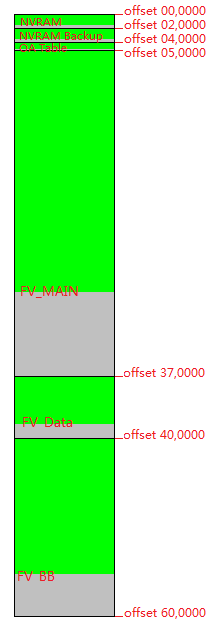 offset 00,0000
NVRAM
offset 02,0000
NVRAM Backup
offset 04,0000
OA Table
offset 05,0000
FV_MAIN
offset 37,0000
FV_Data
offset 40,0000
FV_BB
offset 60,0000